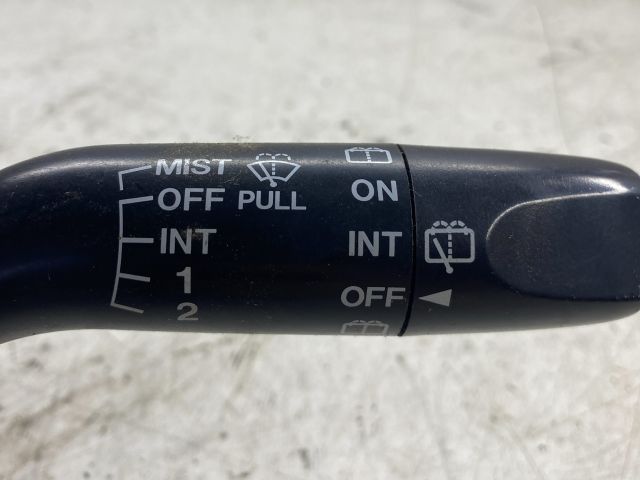 MIST
OFF PULL
INT
1
2
ON
INT
OFF